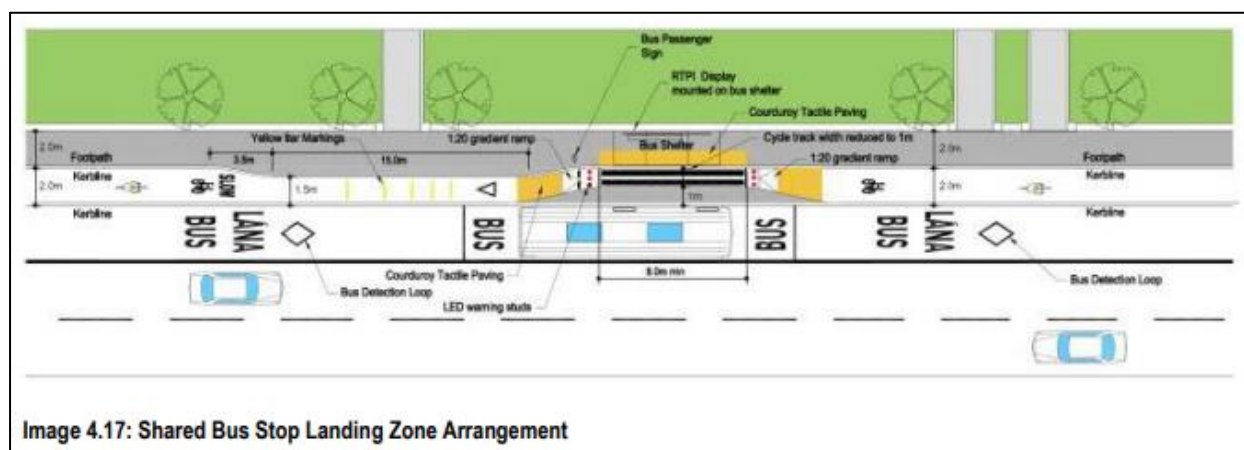 Bus Passenger
Sign
RTPI Display
mounted on bus shelter
Courduroy Tactile Paving
Yellow Bar Markings
1:20 gradient ramp
Bus Shelter
Cycle track width reduced to 1m
2.0m
3.5m
15.0m
1:20 gradient ramp
2.0m
Footpath
Footpath
Kerbline
Kerbline
2.0m
SLOW
1.5m
1m
2.0m
Kerbline
Kerbline
BUS
LÁNA
BUS
BUS
BUS
LÁNA
Courduroy Tactile Paving
8.0m min
Bus Detection Loop
Bus Detection Loop
LED warning studs
Image 4.17: Shared Bus Stop Landing Zone Arrangement